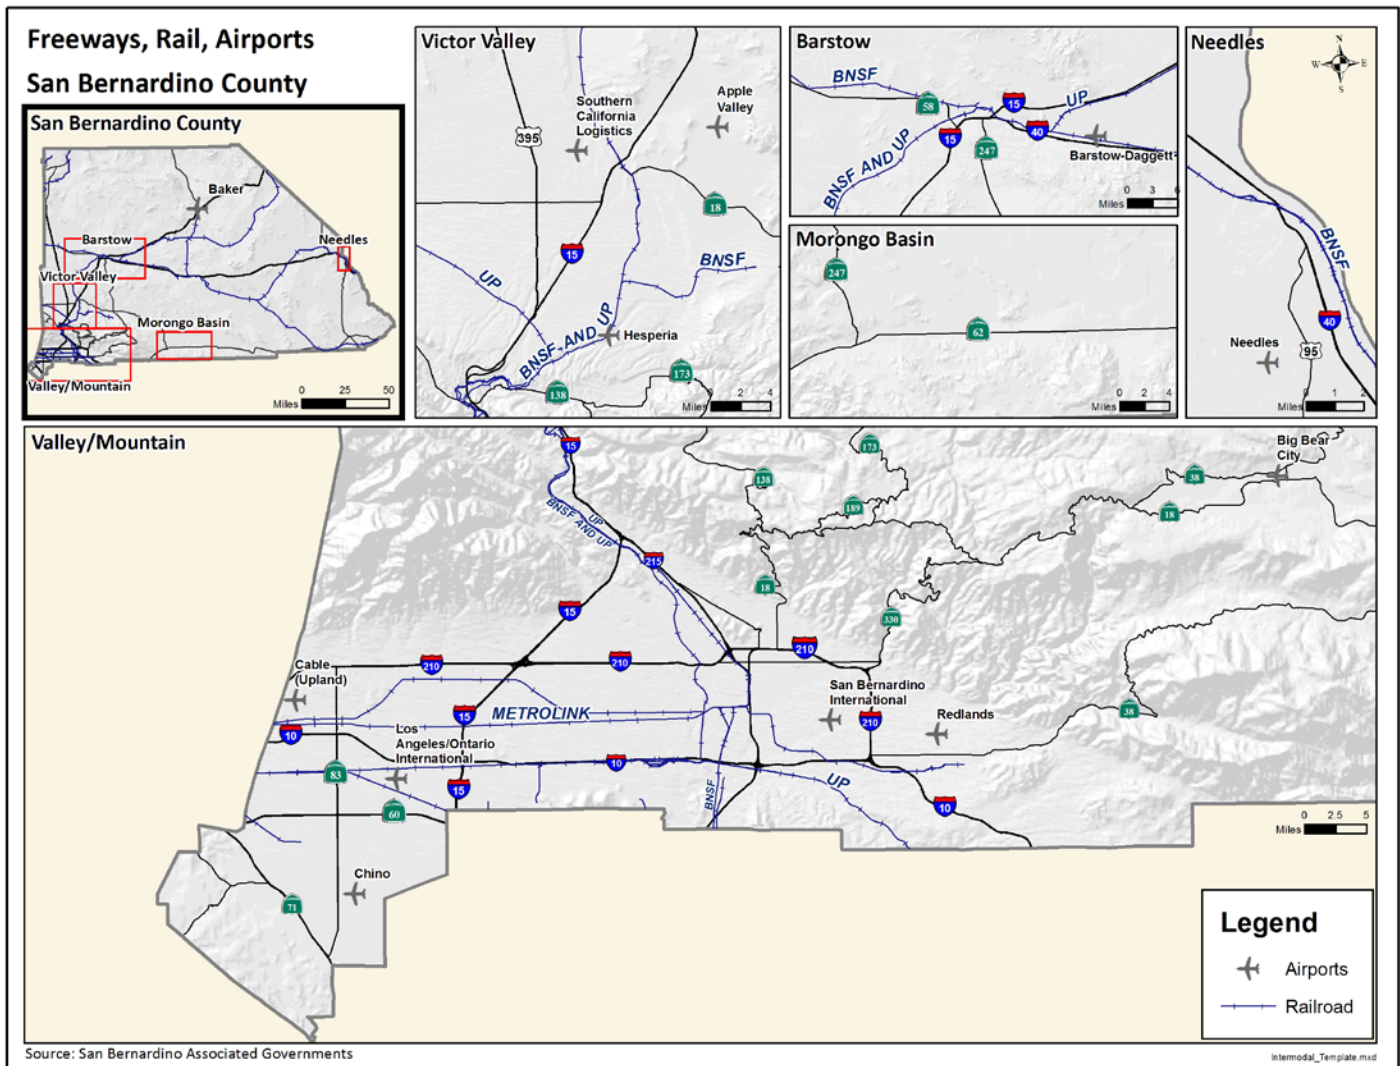 Freeways, Rail, Airports
San Bernardino County
San Bernardino County
Baker
Barstow
Needles
Victor Valley
Morongo Basin
Valley/Mountain
Miles
0 25 50
Victor Valley
395
Southern
California
Logistics
Apple
Valley
18
15
UP
BNSF
BNSF AND UP
Hesperia
173
138
Miles
0 2 4
Barstow
BNSF
58
15
UP
15
40
247
BNSF AND UP
Barstow-Daggett
0 3 6
Miles
Morongo Basin
247
62
0 2 4
Miles
Needles
N
W E
S
BNSF
40
Needles
95
0 1 2
Miles
Valley/Mountain
15
138
173
189
38
Big Bear
City
18
UP
BNSF AND UP
215
18
15
330
210
210
210
Cable
(Upland)
San Bernardino
International
15
METROLINK
210
Redlands
38
10
Los
Angeles/Ontario
International
83
10
15
BNSF
UP
10
60
0 2.5 5
Miles
Chino
71
Legend
Airports
Railroad
Source: San Bernardino Associated Governments
Intermodal_Template.mxd